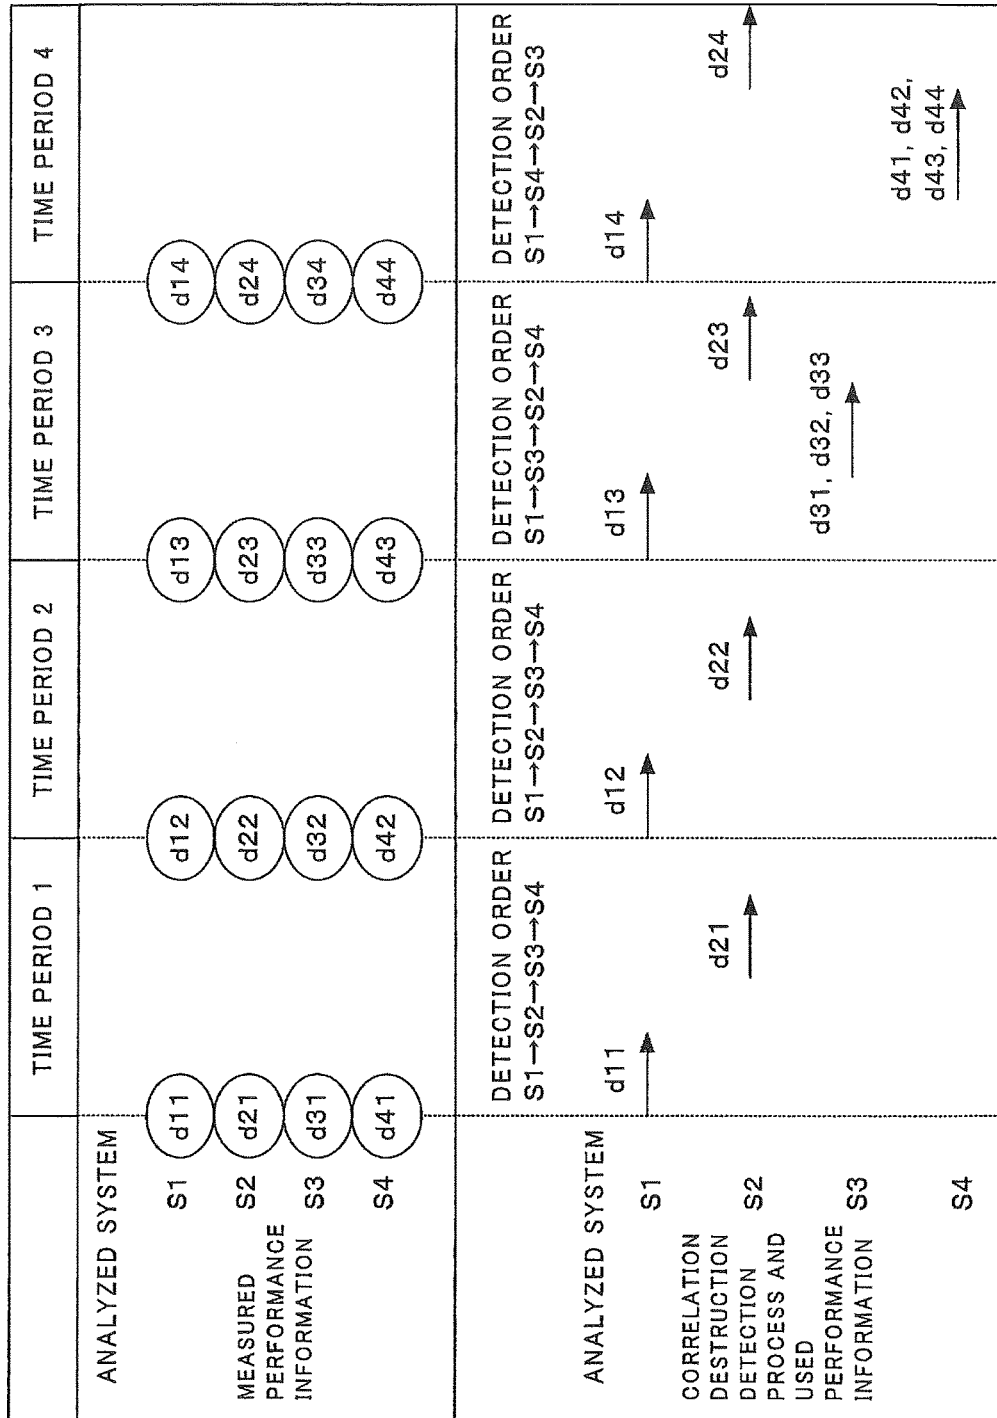 TIME PERIOD 1
TIME PERIOD 2
TIME PERIOD 3
TIME PERIOD 4
ANALYZED SYSTEM
MEASURED
PERFORMANCE
INFORMATION
S1
d11
d12
d13
d14
S2
d21
d22
d23
d24
S3
d31
d32
d33
d34
S4
d41
d42
d43
d44
ANALYZED SYSTEM
DETECTION ORDER
S1→S2→S3→S4
DETECTION ORDER
S1→S2→S3→S4
DETECTION ORDER
S1→S3→S2→S4
DETECTION ORDER
S1→S4→S2→S3
CORRELATION
DESTRUCTION
DETECTION
PROCESS AND
USED
PERFORMANCE
INFORMATION
S1
d11
d12
d13
d14
S2
d21
d22
d23
d24
S3
d31, d32, d33
S4
d41, d42,
d43, d44